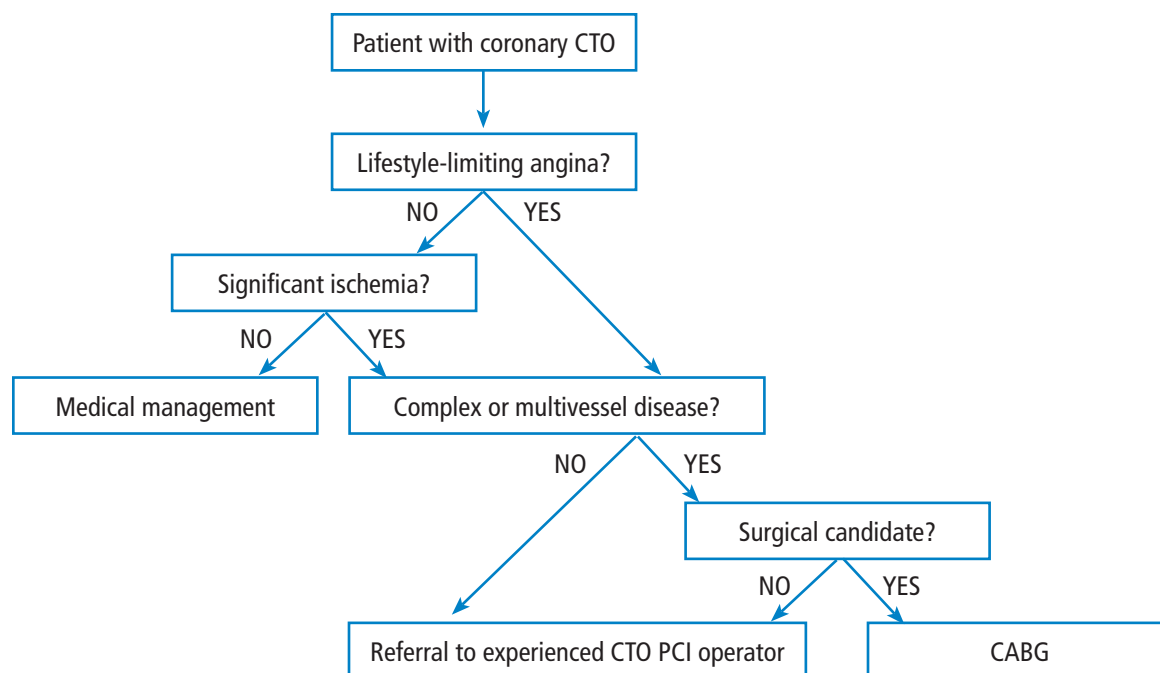 Patient with coronary CTO
Lifestyle-limiting angina?
NO
YES
Significant ischemia?
NO
YES
Medical management
Complex or multivessel disease?
NO
YES
Surgical candidate?
NO
YES
Referral to experienced CTO PCI operator
CABG